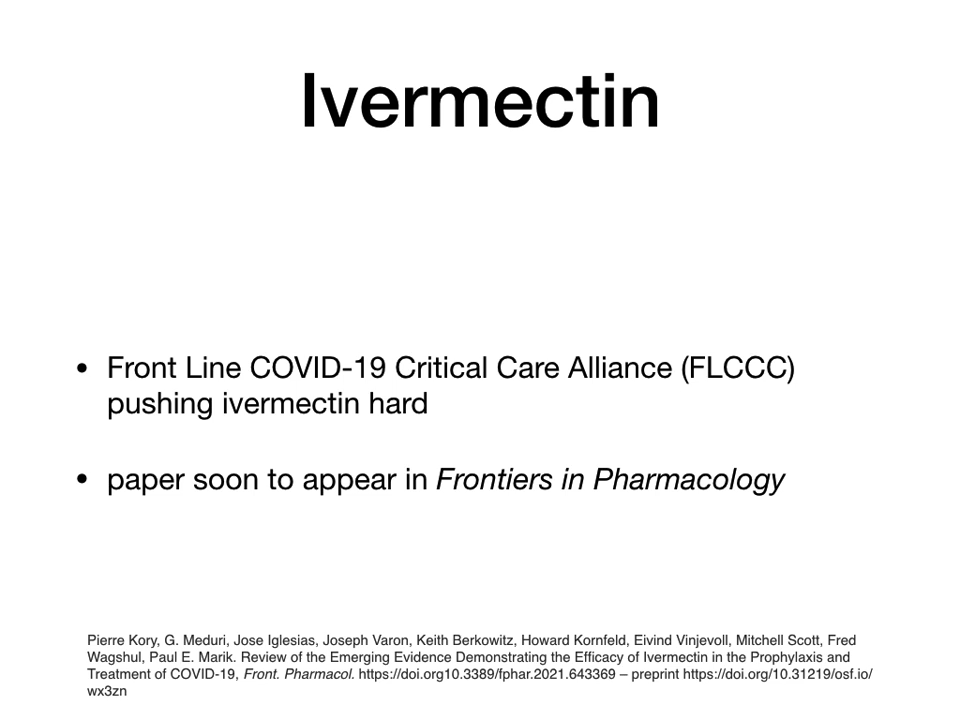 Ivermectin
• Front Line COVID-19 Critical Care Alliance (FLCCC)
pushing ivermectin hard
• paper soon to appear in Frontiers in Pharmacology
Pierre Kory, G. Meduri, Jose Iglesias, Joseph Varon, Keith Berkowitz, Howard Kornfeld, Eivind Vinjevoll, Mitchell Scott, Fred
Wagshul, Paul E. Marik. Review of the Emerging Evidence Demonstrating the Efficacy of Ivermectin in the Prophylaxis and
Treatment of COVID-19, Front. Pharmacol. https://doi.org10.3389/fphar.2021.643369 – preprint https://doi.org/10.31219/osf.io/
wx3zn